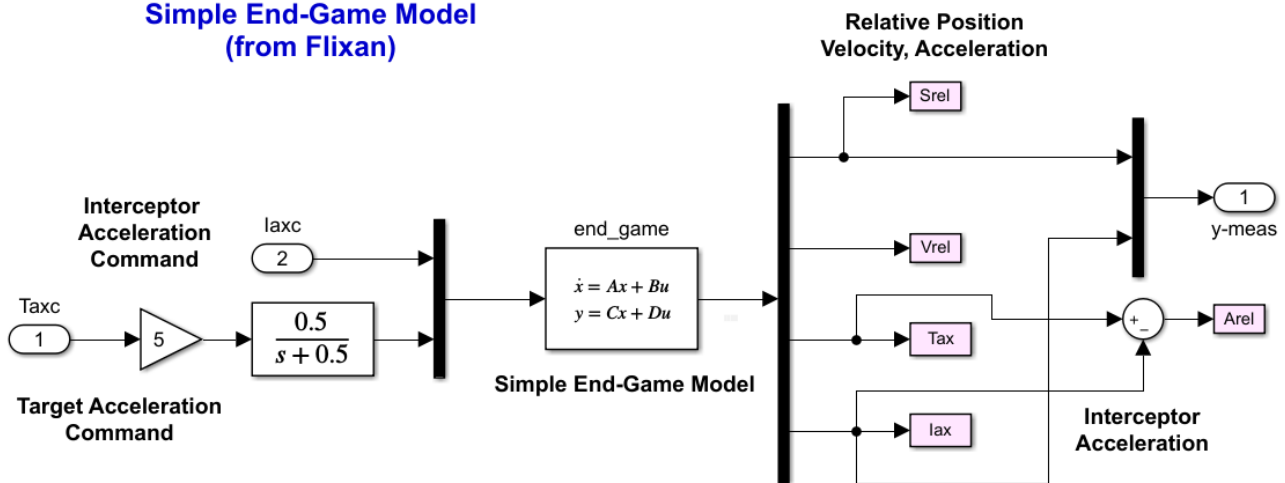 Simple End-Game Model
(from Flixan)
Relative Position
Velocity, Acceleration
Srel
Interceptor
Acceleration
Command
Iaxc
2
end_game
ẋ = Ax + Bu
y = Cx + Du
1
y-meas
Vrel
Taxc
1
5
0.5
s + 0.5
Tax
+
−
Arel
Simple End-Game Model
Target Acceleration
Command
Iax
Interceptor
Acceleration